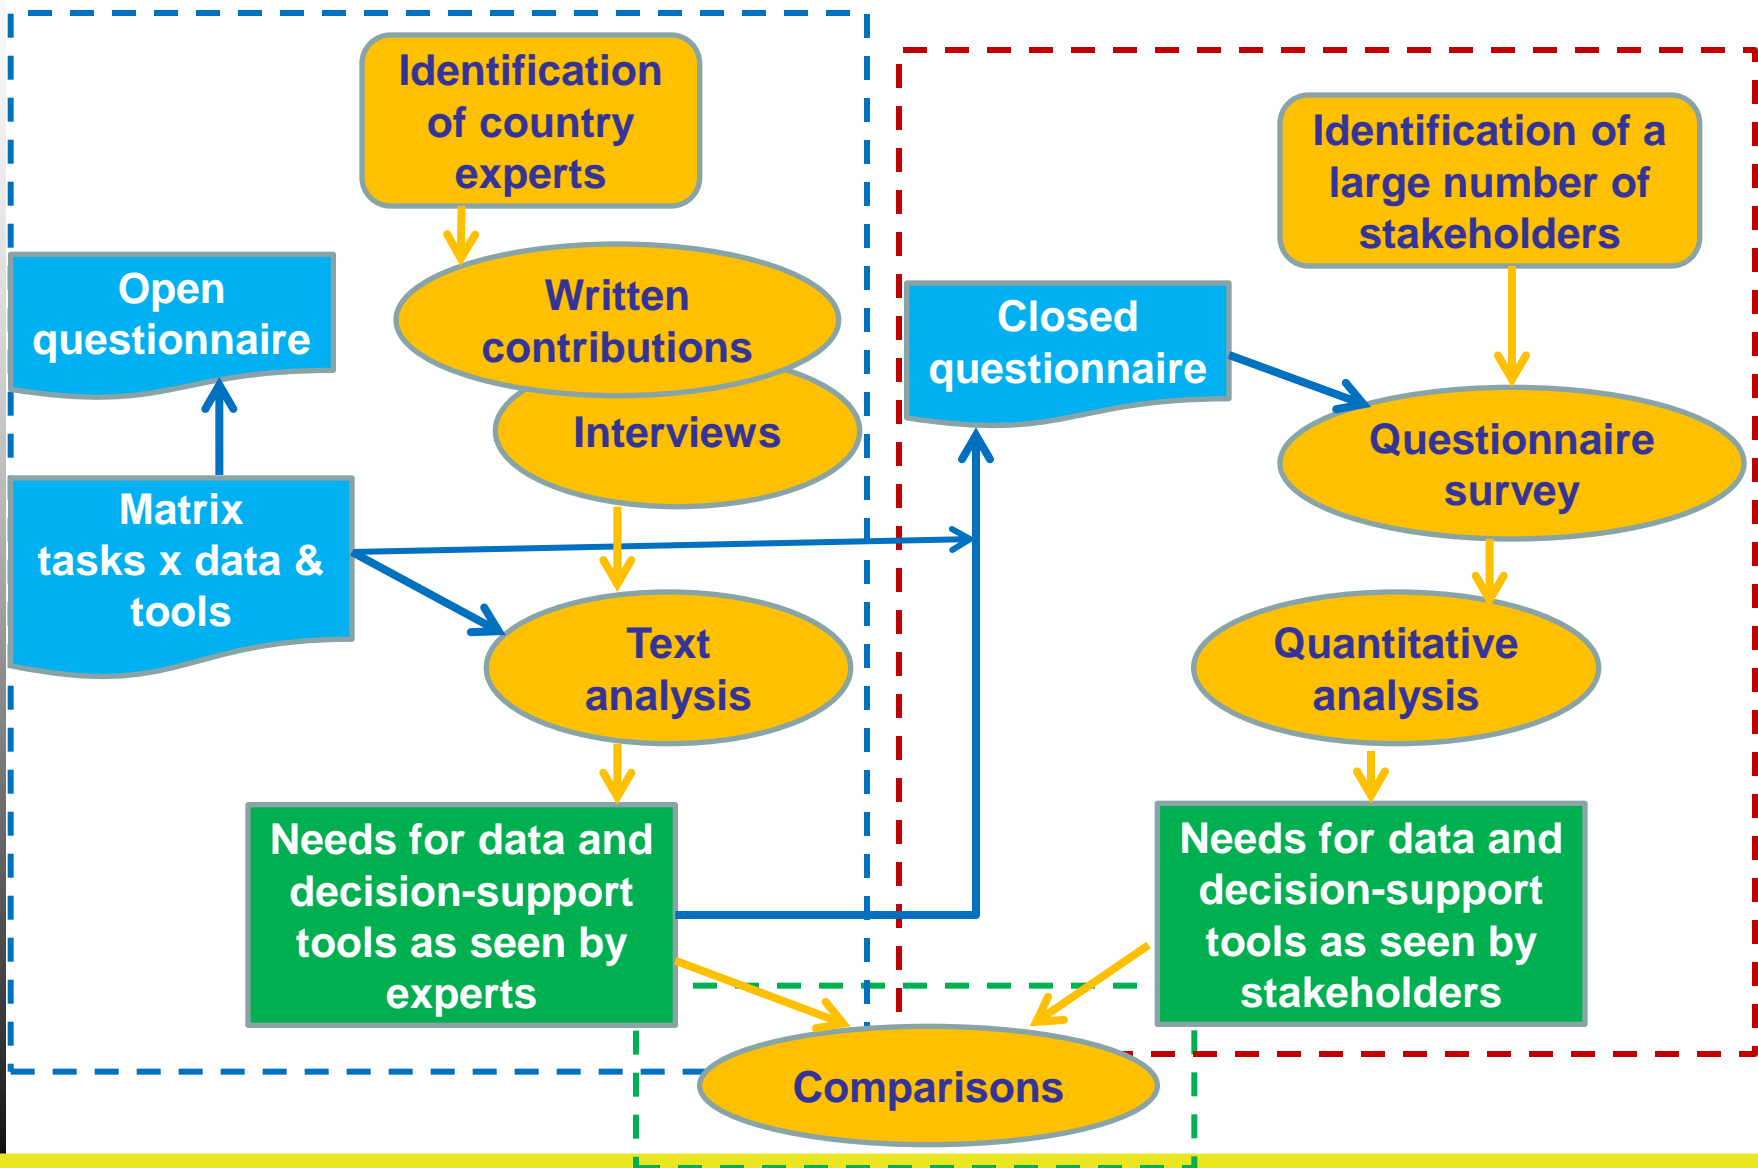 Identification
of country
experts
Open
questionnaire
Written
contributions
Interviews
Matrix
tasks x data &
tools
Text
analysis
Needs for data and
decision-support
tools as seen by
experts
Identification of a
large number of
stakeholders
Closed
questionnaire
Questionnaire
survey
Quantitative
analysis
Needs for data and
decision-support
tools as seen by
stakeholders
Comparisons